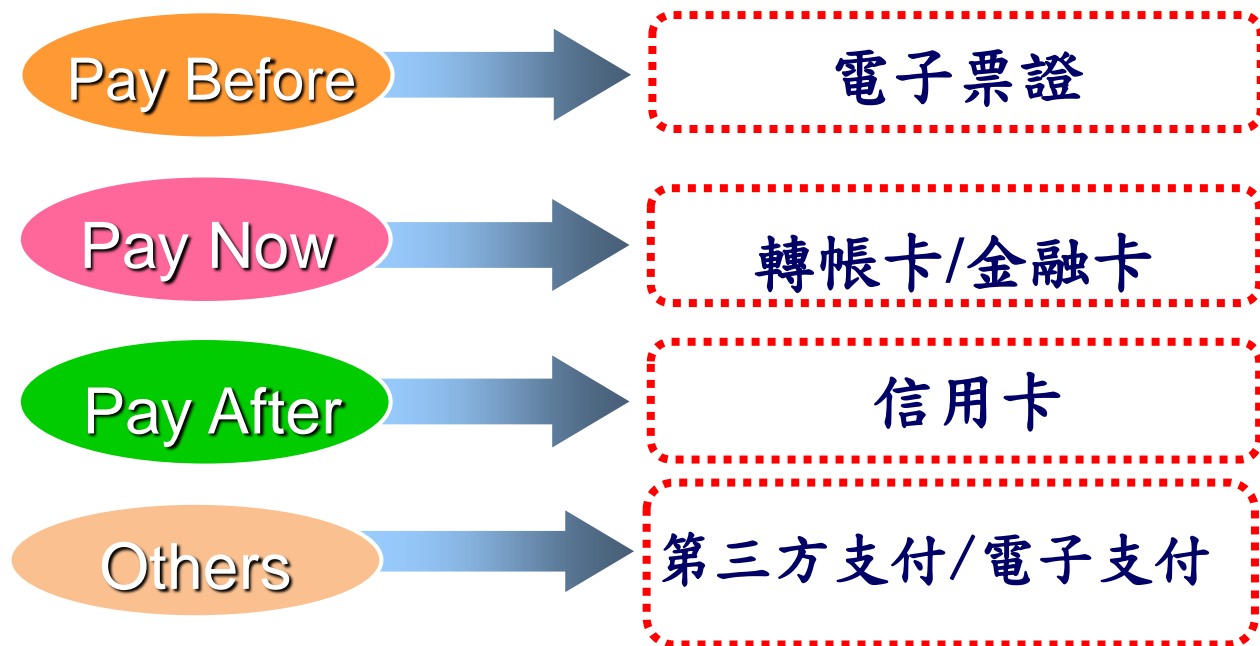 Pay Before
電子票證
Pay Now
轉帳卡/金融卡
Pay After
信用卡
Others
第三方支付/電子支付